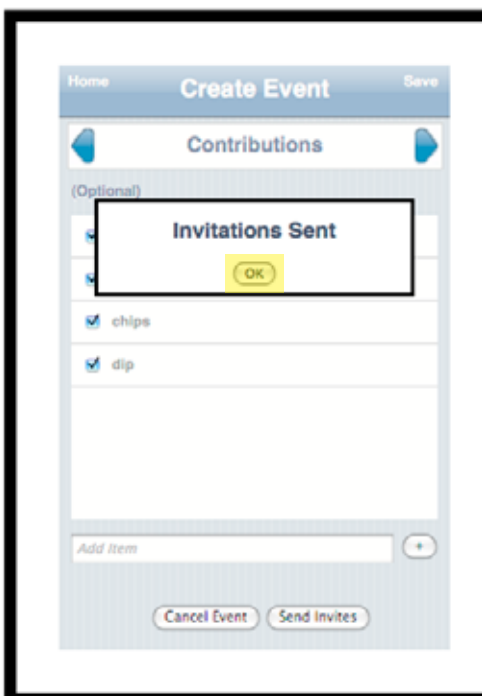 Home Create Event Save
Contributions
(Optional)
Invitations Sent
OK
chips
dip
Add Item
+
Cancel Event Send Invites